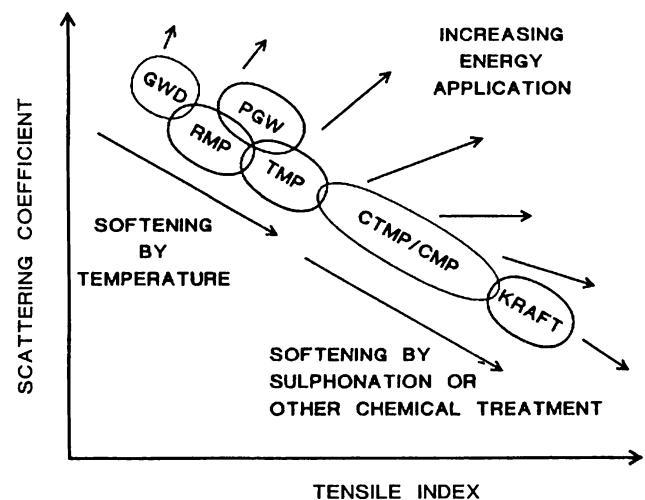 INCREASING
ENERGY
APPLICATION
GWD
PGW
RMP
TMP
CTMP/CMP
KRAFT
SOFTENING
BY
TEMPERATURE
SOFTENING BY
SULPHONATION OR
OTHER CHEMICAL TREATMENT
SCATTERING COEFFICIENT
TENSILE INDEX